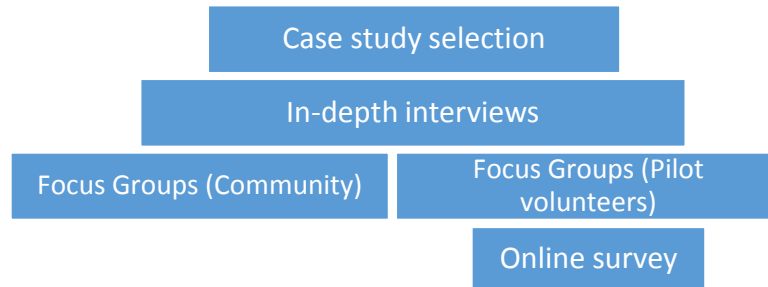 Case study selection
In-depth interviews
Focus Groups (Community)
Focus Groups (Pilot
volunteers)
Online survey